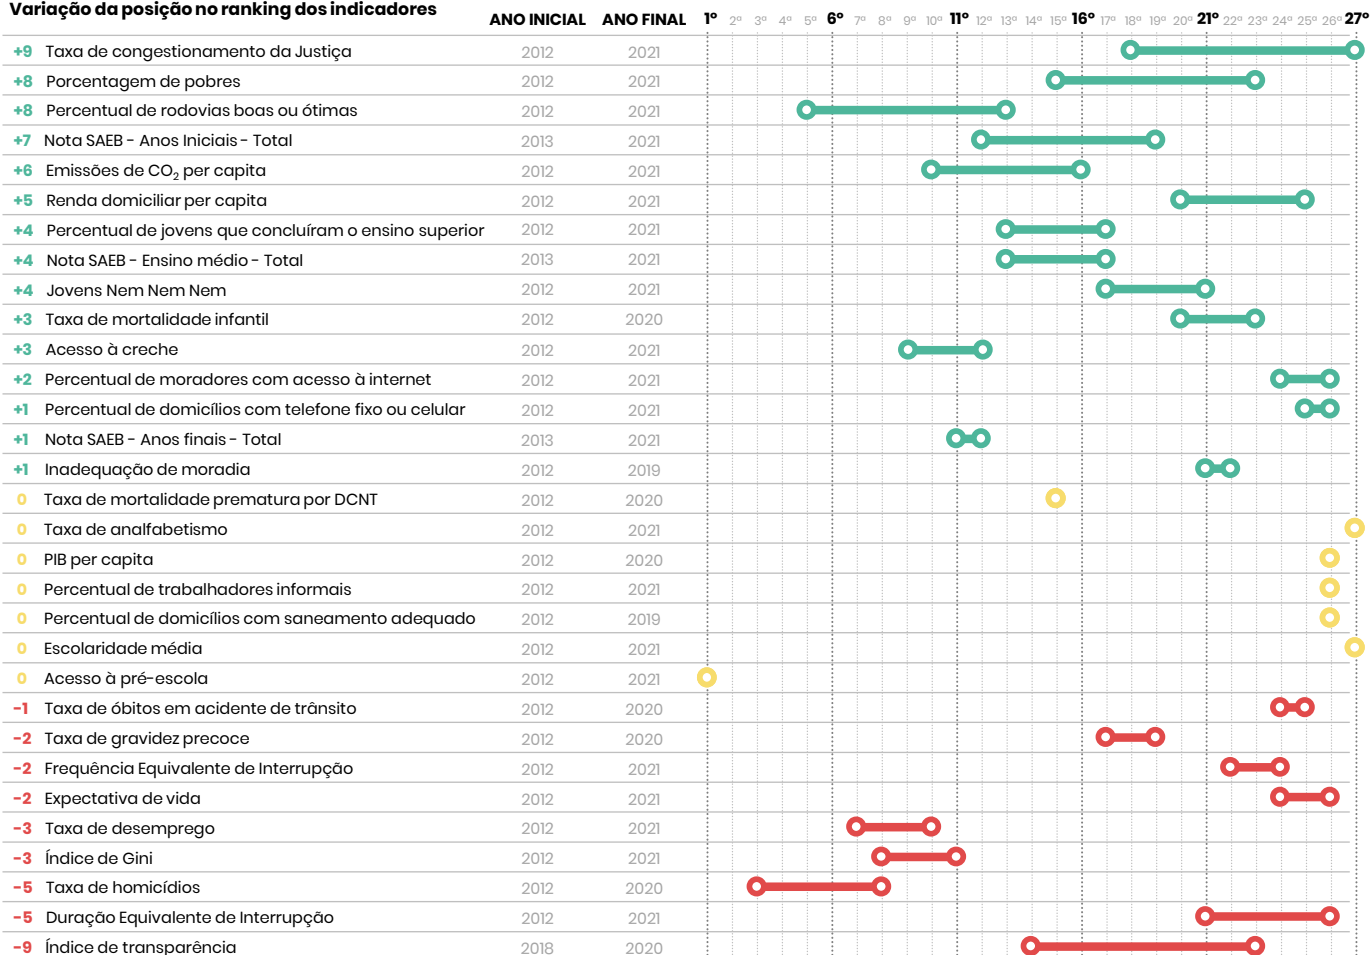 Variação da posição no ranking dos indicadores ANO INICIAL ANO FINAL 1º 2º 3º 4º 5º 6º 7º 8º 9º 10º 11º 12º 13º 14º 15º 16º 17º 18º 19º 20º 21º 22º 23º 24º 25º 26º 27º
+9 Taxa de congestionamento da Justiça 2012 2021
+8 Porcentagem de pobres 2012 2021
+8 Percentual de rodovias boas ou ótimas 2012 2021
+7 Nota SAEB - Anos Iniciais - Total 2013 2021
+6 Emissões de CO₂ per capita 2012 2021
+5 Renda domiciliar per capita 2012 2021
+4 Percentual de jovens que concluíram o ensino superior 2012 2021
+4 Nota SAEB - Ensino médio - Total 2013 2021
+4 Jovens Nem Nem Nem 2012 2021
+3 Taxa de mortalidade infantil 2012 2020
+3 Acesso à creche 2012 2021
+2 Percentual de moradores com acesso à internet 2012 2021
+1 Percentual de domicílios com telefone fixo ou celular 2012 2021
+1 Nota SAEB - Anos finais - Total 2013 2021
+1 Inadequação de moradia 2012 2019
0 Taxa de mortalidade prematura por DCNT 2012 2020
0 Taxa de analfabetismo 2012 2021
0 PIB per capita 2012 2020
0 Percentual de trabalhadores informais 2012 2021
0 Percentual de domicílios com saneamento adequado 2012 2019
0 Escolaridade média 2012 2021
0 Acesso à pré-escola 2012 2021
-1 Taxa de óbitos em acidente de trânsito 2012 2020
-2 Taxa de gravidez precoce 2012 2020
-2 Frequência Equivalente de Interrupção 2012 2021
-2 Expectativa de vida 2012 2021
-3 Taxa de desemprego 2012 2021
-3 Índice de Gini 2012 2021
-5 Taxa de homicídios 2012 2020
-5 Duração Equivalente de Interrupção 2012 2021
-9 Índice de transparência 2018 2020